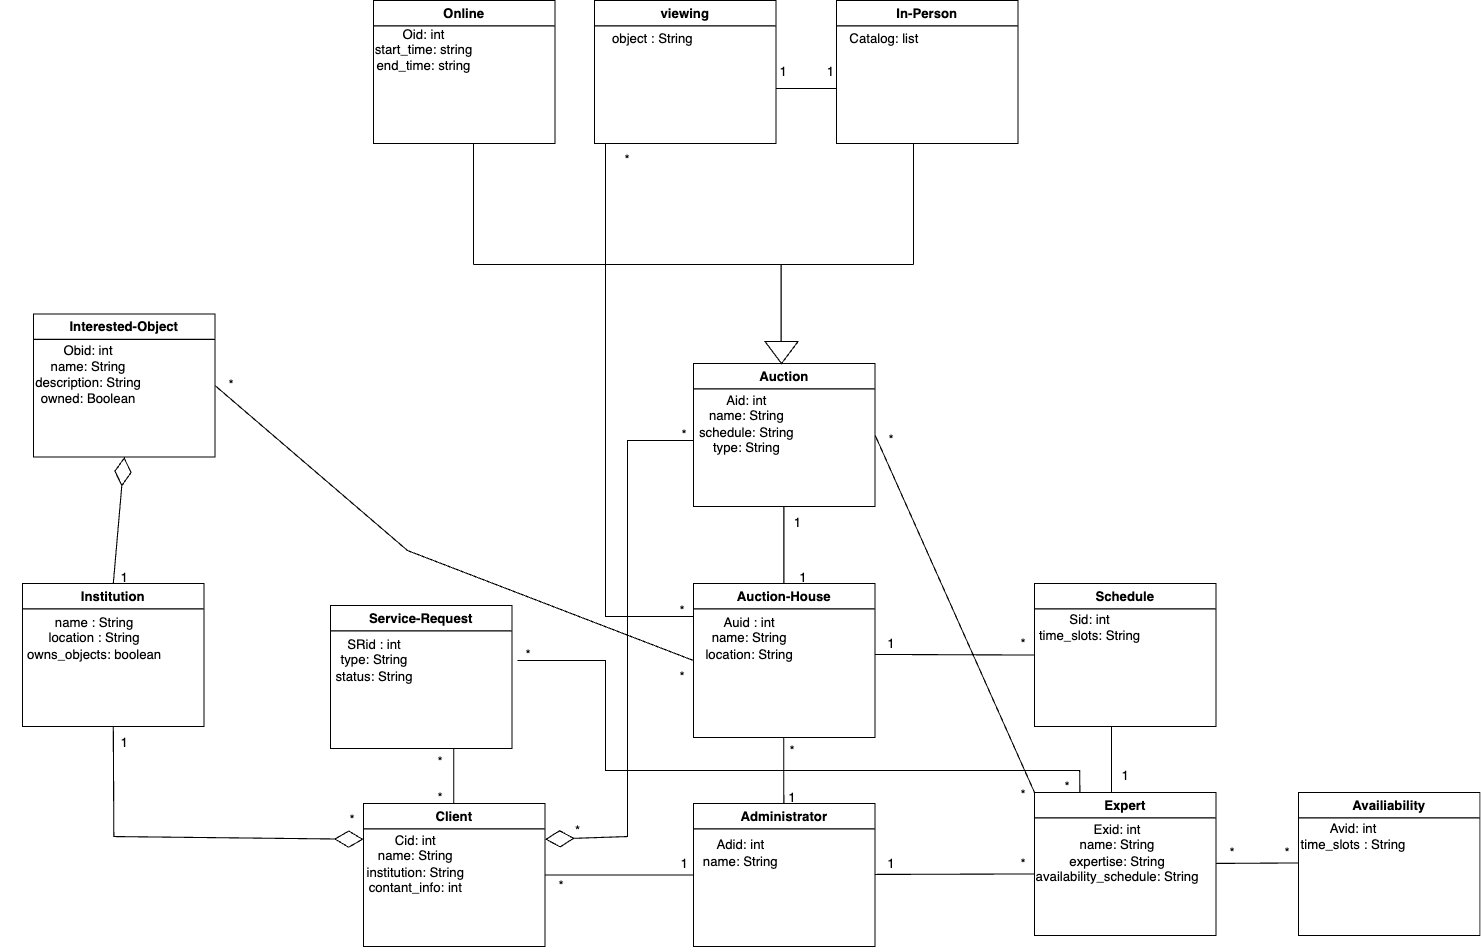 Online
Oid: int
start_time: string
end_time: string
viewing
object : String
In-Person
Catalog: list
1
1
*
Interested-Object
Obid: int
name: String
description: String
owned: Boolean
*
Auction
Aid: int
name: String
schedule: String
type: String
*
*
1
1
1
Institution
name : String
location : String
owns_objects: boolean
1
Service-Request
SRid : int
type: String
status: String
*
*
*
Auction-House
Auid : int
name: String
location: String
*
*
1
*
Schedule
Sid: int
time_slots: String
*
1
1
*
*
Client
Cid: int
name: String
institution: String
contant_info: int
*
*
*
1
Administrator
Adid: int
name: String
1
*
*
*
Expert
Exid: int
name: String
expertise: String
availability_schedule: String
*
*
Availiability
Avid: int
time_slots : String